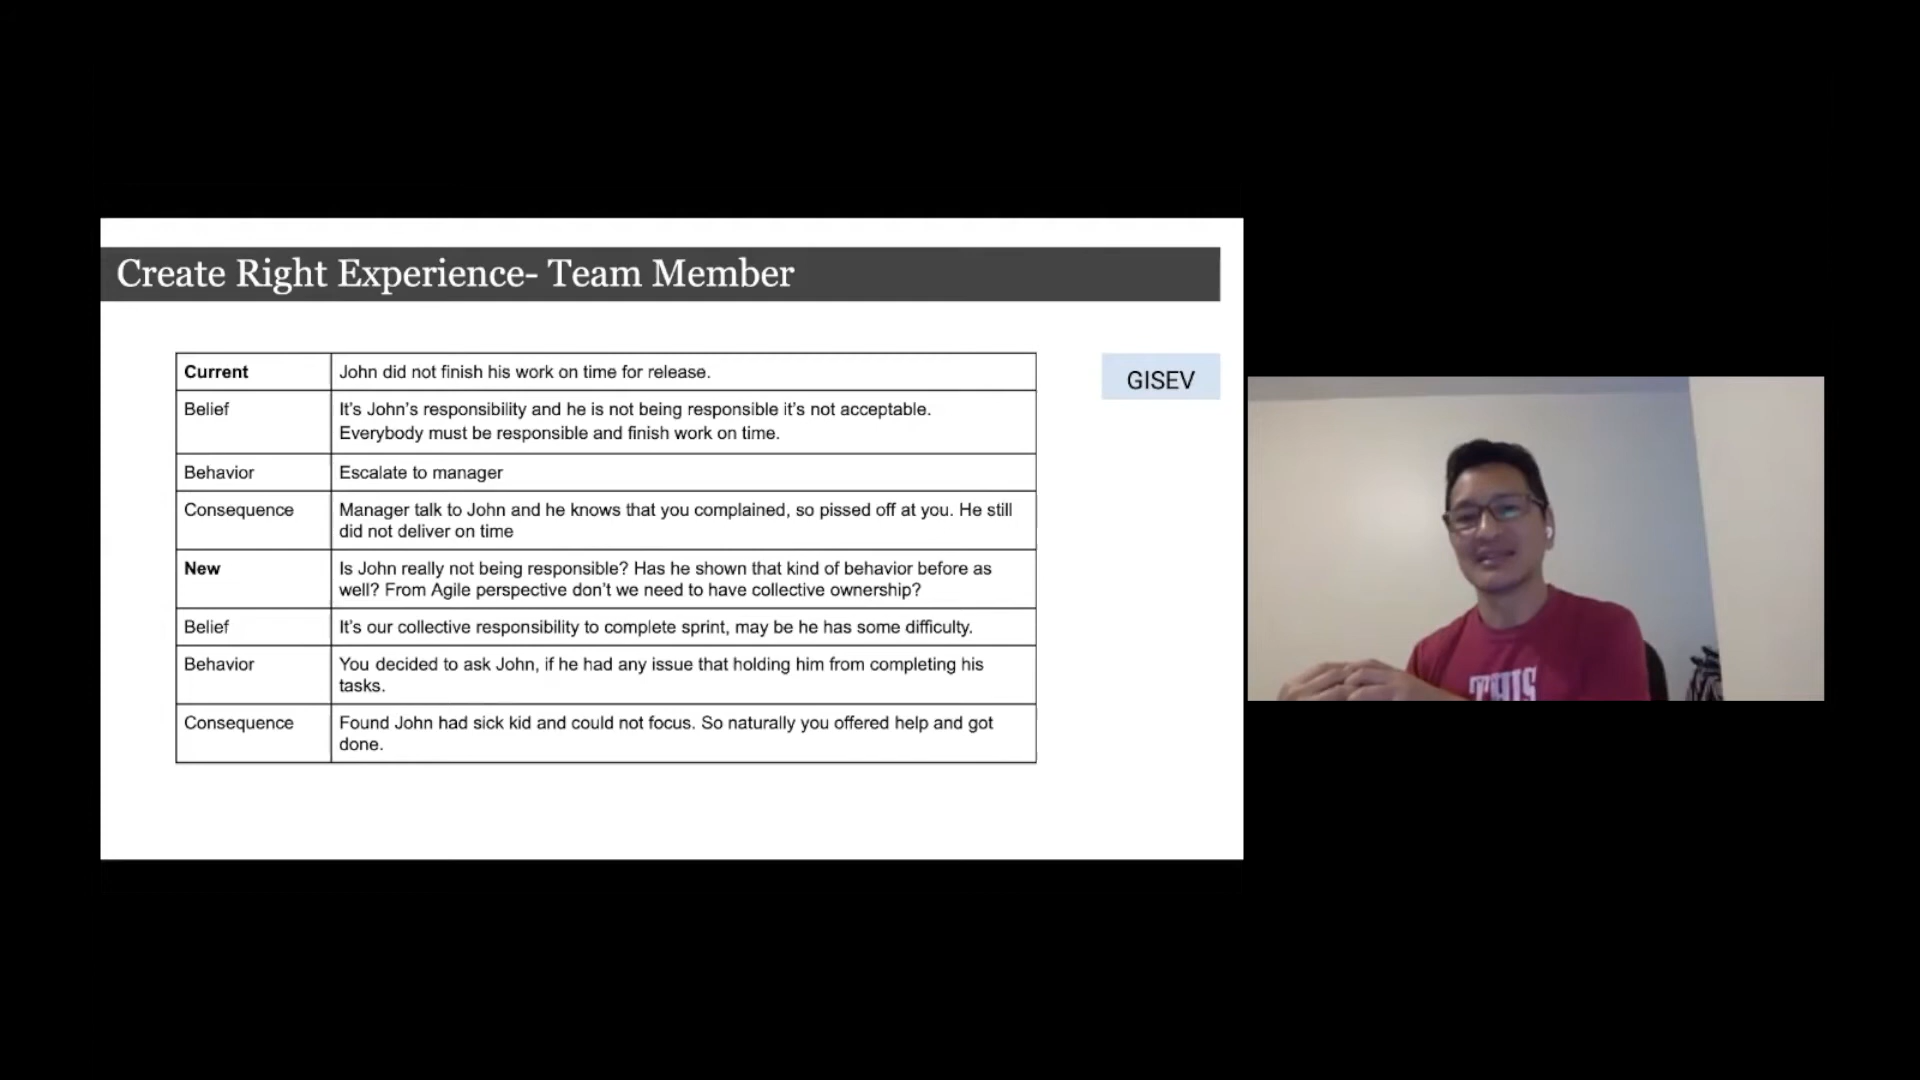 Create Right Experience- Team Member
Current
John did not finish his work on time for release.
GISEV
Belief
It's John's responsibility and he is not being responsible it's not acceptable.
Everybody must be responsible and finish work on time.
Behavior
Escalate to manager
Consequence
Manager talk to John and he knows that you complained, so pissed off at you. He still
did not deliver on time
New
Is John really not being responsible? Has he shown that kind of behavior before as
well? From Agile perspective don't we need to have collective ownership?
Belief
It's our collective responsibility to complete sprint, may be he has some difficulty.
Behavior
You decided to ask John, if he had any issue that holding him from completing his
tasks.
Consequence
Found John had sick kid and could not focus. So naturally you offered help and got
done.
THIS